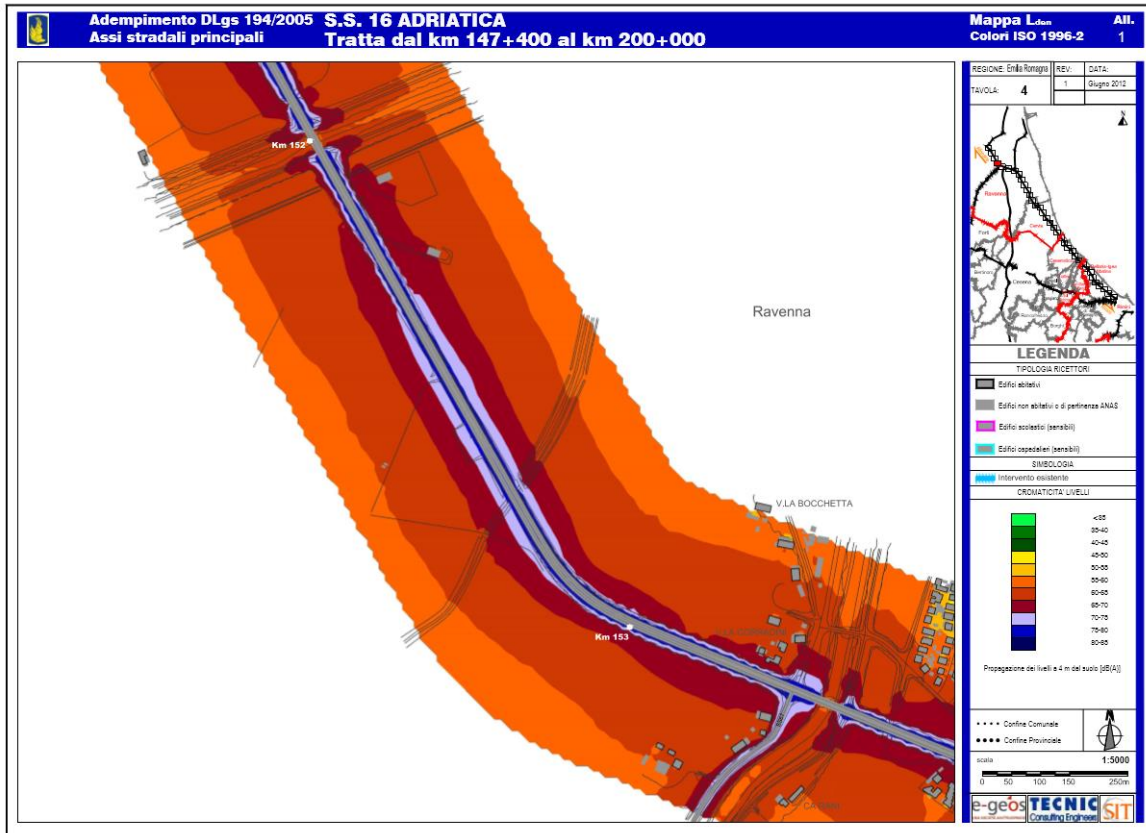 Adempimento DLgs 194/2005
Assi stradali principali
S.S. 16 ADRIATICA
Tratta dal km 147+400 al km 200+000
Mappa Lden
Colori ISO 1996-2
All.
1
REGIONE: Emilia Romagna
REV:
DATA:
TAVOLA: 4
1
Giugno 2012
Km 152
Ravenna
V.LA BOCCHETTA
Km 153
Ravenna
Forlì
Cervia
Cesena
LEGENDA
TIPOLOGIA RICETTORI
Edifici abitativi
Edifici non abitativi o di pertinenza ANAS
Edifici scolastici (sensibili)
Edifici ospedalieri (sensibili)
SIMBOLOGIA
Intervento esistente
CROMATICITA' LIVELLI
<35
35-40
40-45
45-50
50-55
55-60
60-65
65-70
70-75
75-80
80-85
Propagazione dei livelli a 4 m dal suolo [dB(A)]
Confine Comunale
Confine Provinciale
N
scala
1:5000
0 50 100 150 250m
e-geos
TECNIC
Consulting Engineers
SIT